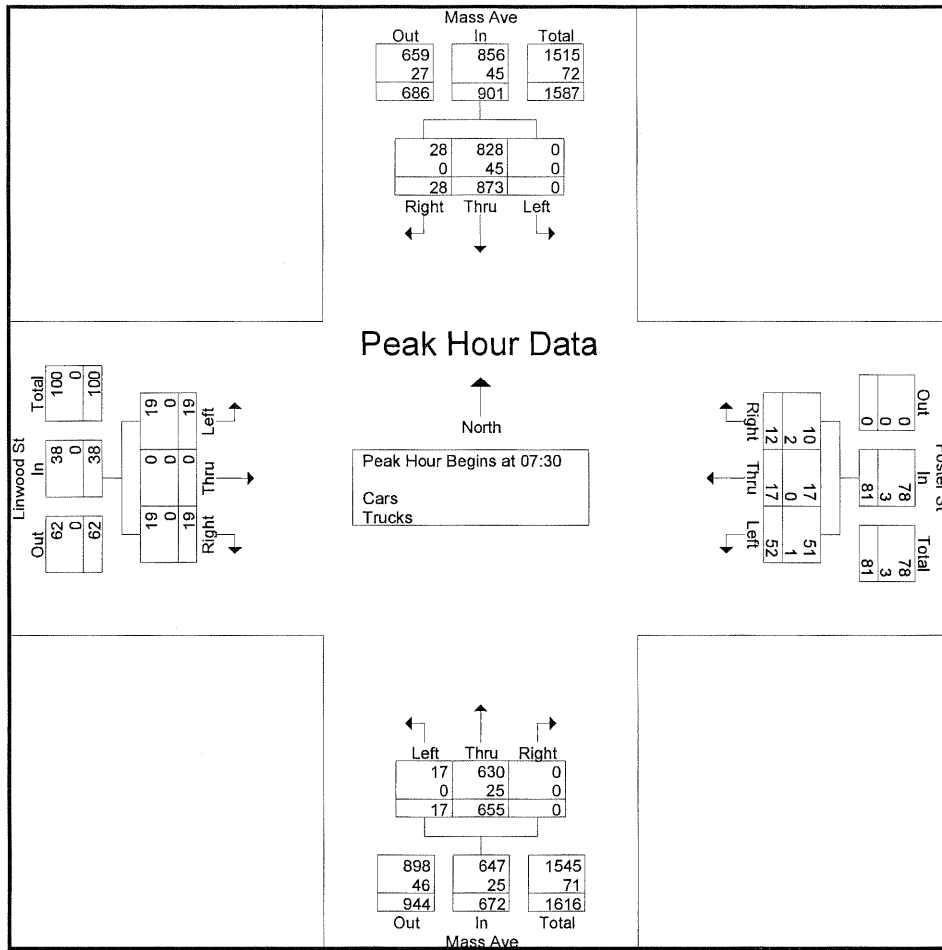 Mass Ave
Out In Total
659 856 1515
27 45 72
686 901 1587
28 828 0
0 45 0
28 873 0
Right Thru Left
Peak Hour Data
North
Peak Hour Begins at 07:30
Cars
Trucks
Linwood St
Total In Out
100 38 62
0 0 0
100 38 62
Left Thru Right
19 0 19
0 0 0
19 0 19
Right Thru Left
10 17 51
2 0 1
12 17 52
Out In Total
0 78 78
0 3 3
0 81 81
Foster St
Left Thru Right
17 630 0
0 25 0
17 655 0
898 647 1545
46 25 71
944 672 1616
Out In Total
Mass Ave